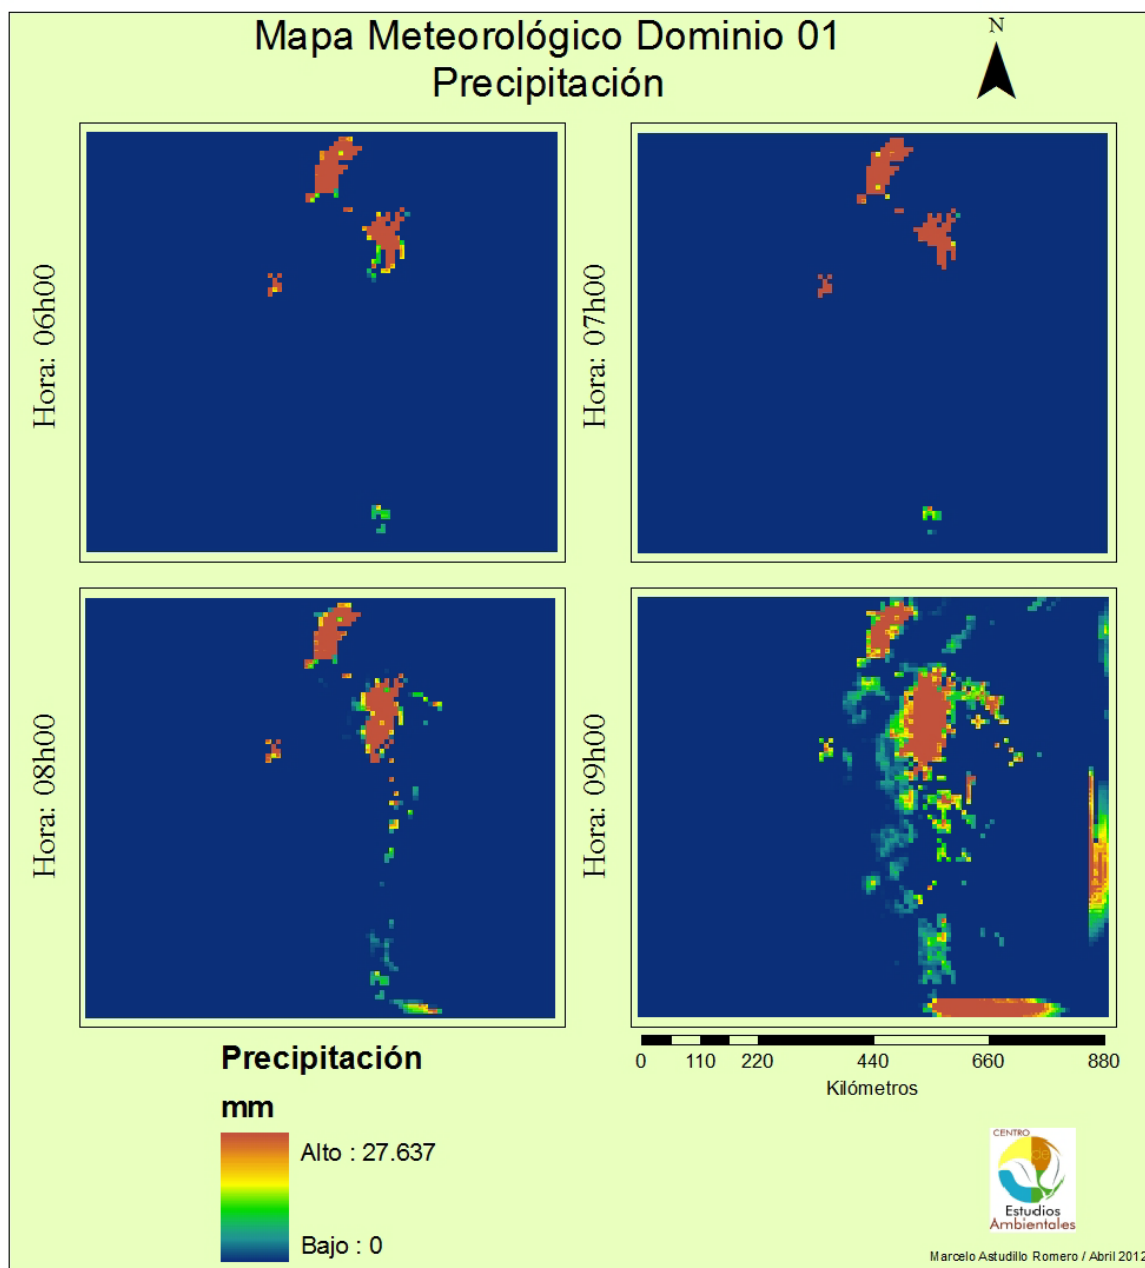 Mapa Meteorológico Dominio 01
Precipitación
N
Hora: 06h00
Hora: 07h00
Hora: 08h00
Hora: 09h00
Precipitación
mm
Alto : 27.637
Bajo : 0
0 110 220 440 660 880
Kilómetros
CENTRO
de
Estudios
Ambientales
Marcelo Astudillo Romero / Abril 2012